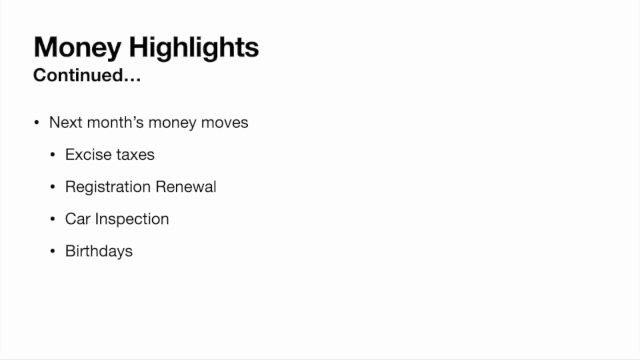 Money Highlights
Continued...
• Next month's money moves
• Excise taxes
• Registration Renewal
• Car Inspection
• Birthdays